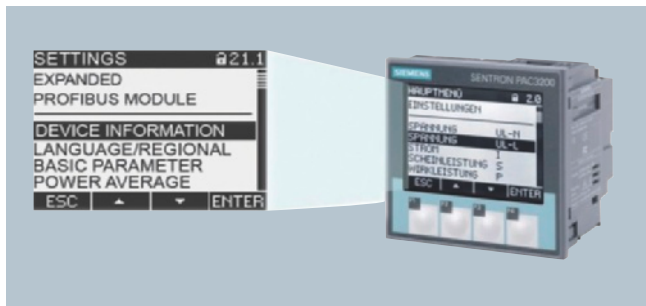 SETTINGS 21.1
EXPANDED
PROFIBUS MODULE
DEVICE INFORMATION
LANGUAGE/REGIONAL
BASIC PARAMETER
POWER AVERAGE
ESC ENTER
SIEMENS
SENTRON PAC3200
HAUPTMENÜ 2.0
EINSTELLUNGEN
SPANNUNG UL-N
SPANNUNG UL-L
STROM I
SCHEINLEISTUNG S
WIRKLEISTUNG P
ESC ENTER